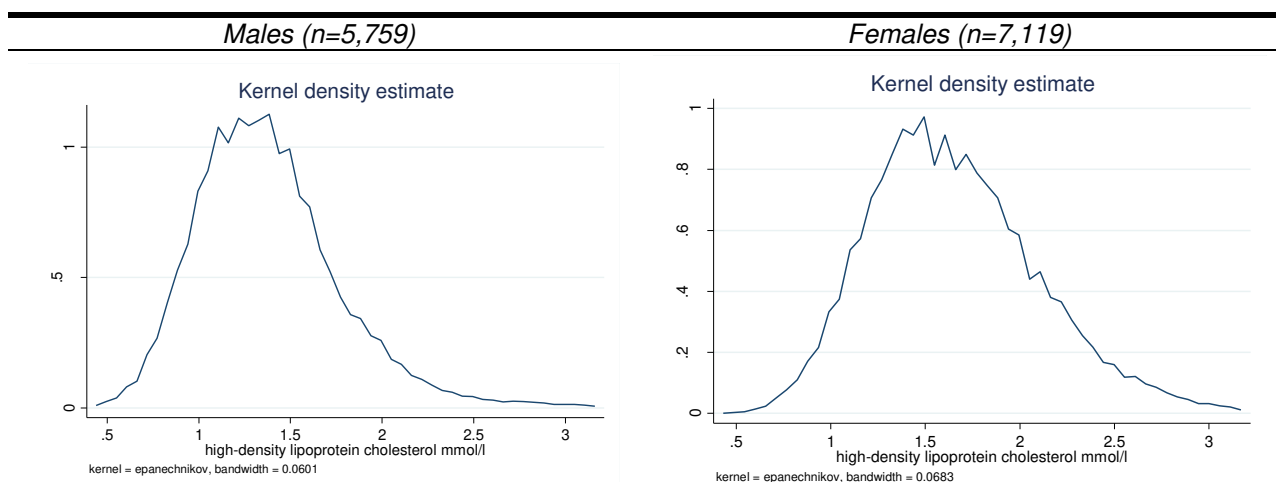 Males (n=5,759)
Females (n=7,119)
Kernel density estimate
1
.5
0
.5 1 1.5 2 2.5 3
high-density lipoprotein cholesterol mmol/l
kernel = epanechnikov, bandwidth = 0.0601
Kernel density estimate
1
.8
.6
.4
.2
0
.5 1 1.5 2 2.5 3
high-density lipoprotein cholesterol mmol/l
kernel = epanechnikov, bandwidth = 0.0683